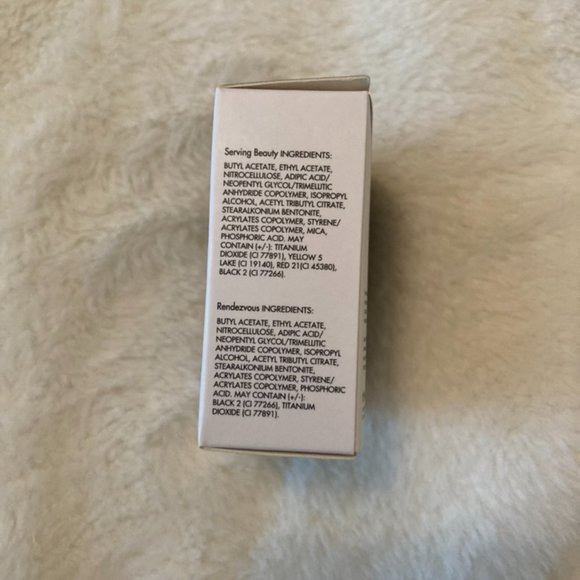 Serving Beauty INGREDIENTS:
BUTYL ACETATE, ETHYL ACETATE,
NITROCELLULOSE, ADIPIC ACID/
NEOPENTYL GLYCOL/TRIMELLITIC
ANHYDRIDE COPOLYMER, ISOPROPYL
ALCOHOL, ACETYL TRIBUTYL CITRATE,
STEARALKONIUM BENTONITE,
ACRYLATES COPOLYMER, STYRENE/
ACRYLATES COPOLYMER, MICA,
PHOSPHORIC ACID. MAY
CONTAIN (+/-): TITANIUM
DIOXIDE (CI 77891), YELLOW 5
LAKE (CI 19140), RED 21(CI 45380),
BLACK 2 (CI 77266).
Rendezvous INGREDIENTS:
BUTYL ACETATE, ETHYL ACETATE,
NITROCELLULOSE, ADIPIC ACID/
NEOPENTYL GLYCOL/TRIMELLITIC
ANHYDRIDE COPOLYMER, ISOPROPYL
ALCOHOL, ACETYL TRIBUTYL CITRATE,
STEARALKONIUM BENTONITE,
ACRYLATES COPOLYMER, STYRENE/
ACRYLATES COPOLYMER, PHOSPHORIC
ACID. MAY CONTAIN (+/-):
BLACK 2 (CI 77266), TITANIUM
DIOXIDE (CI 77891).